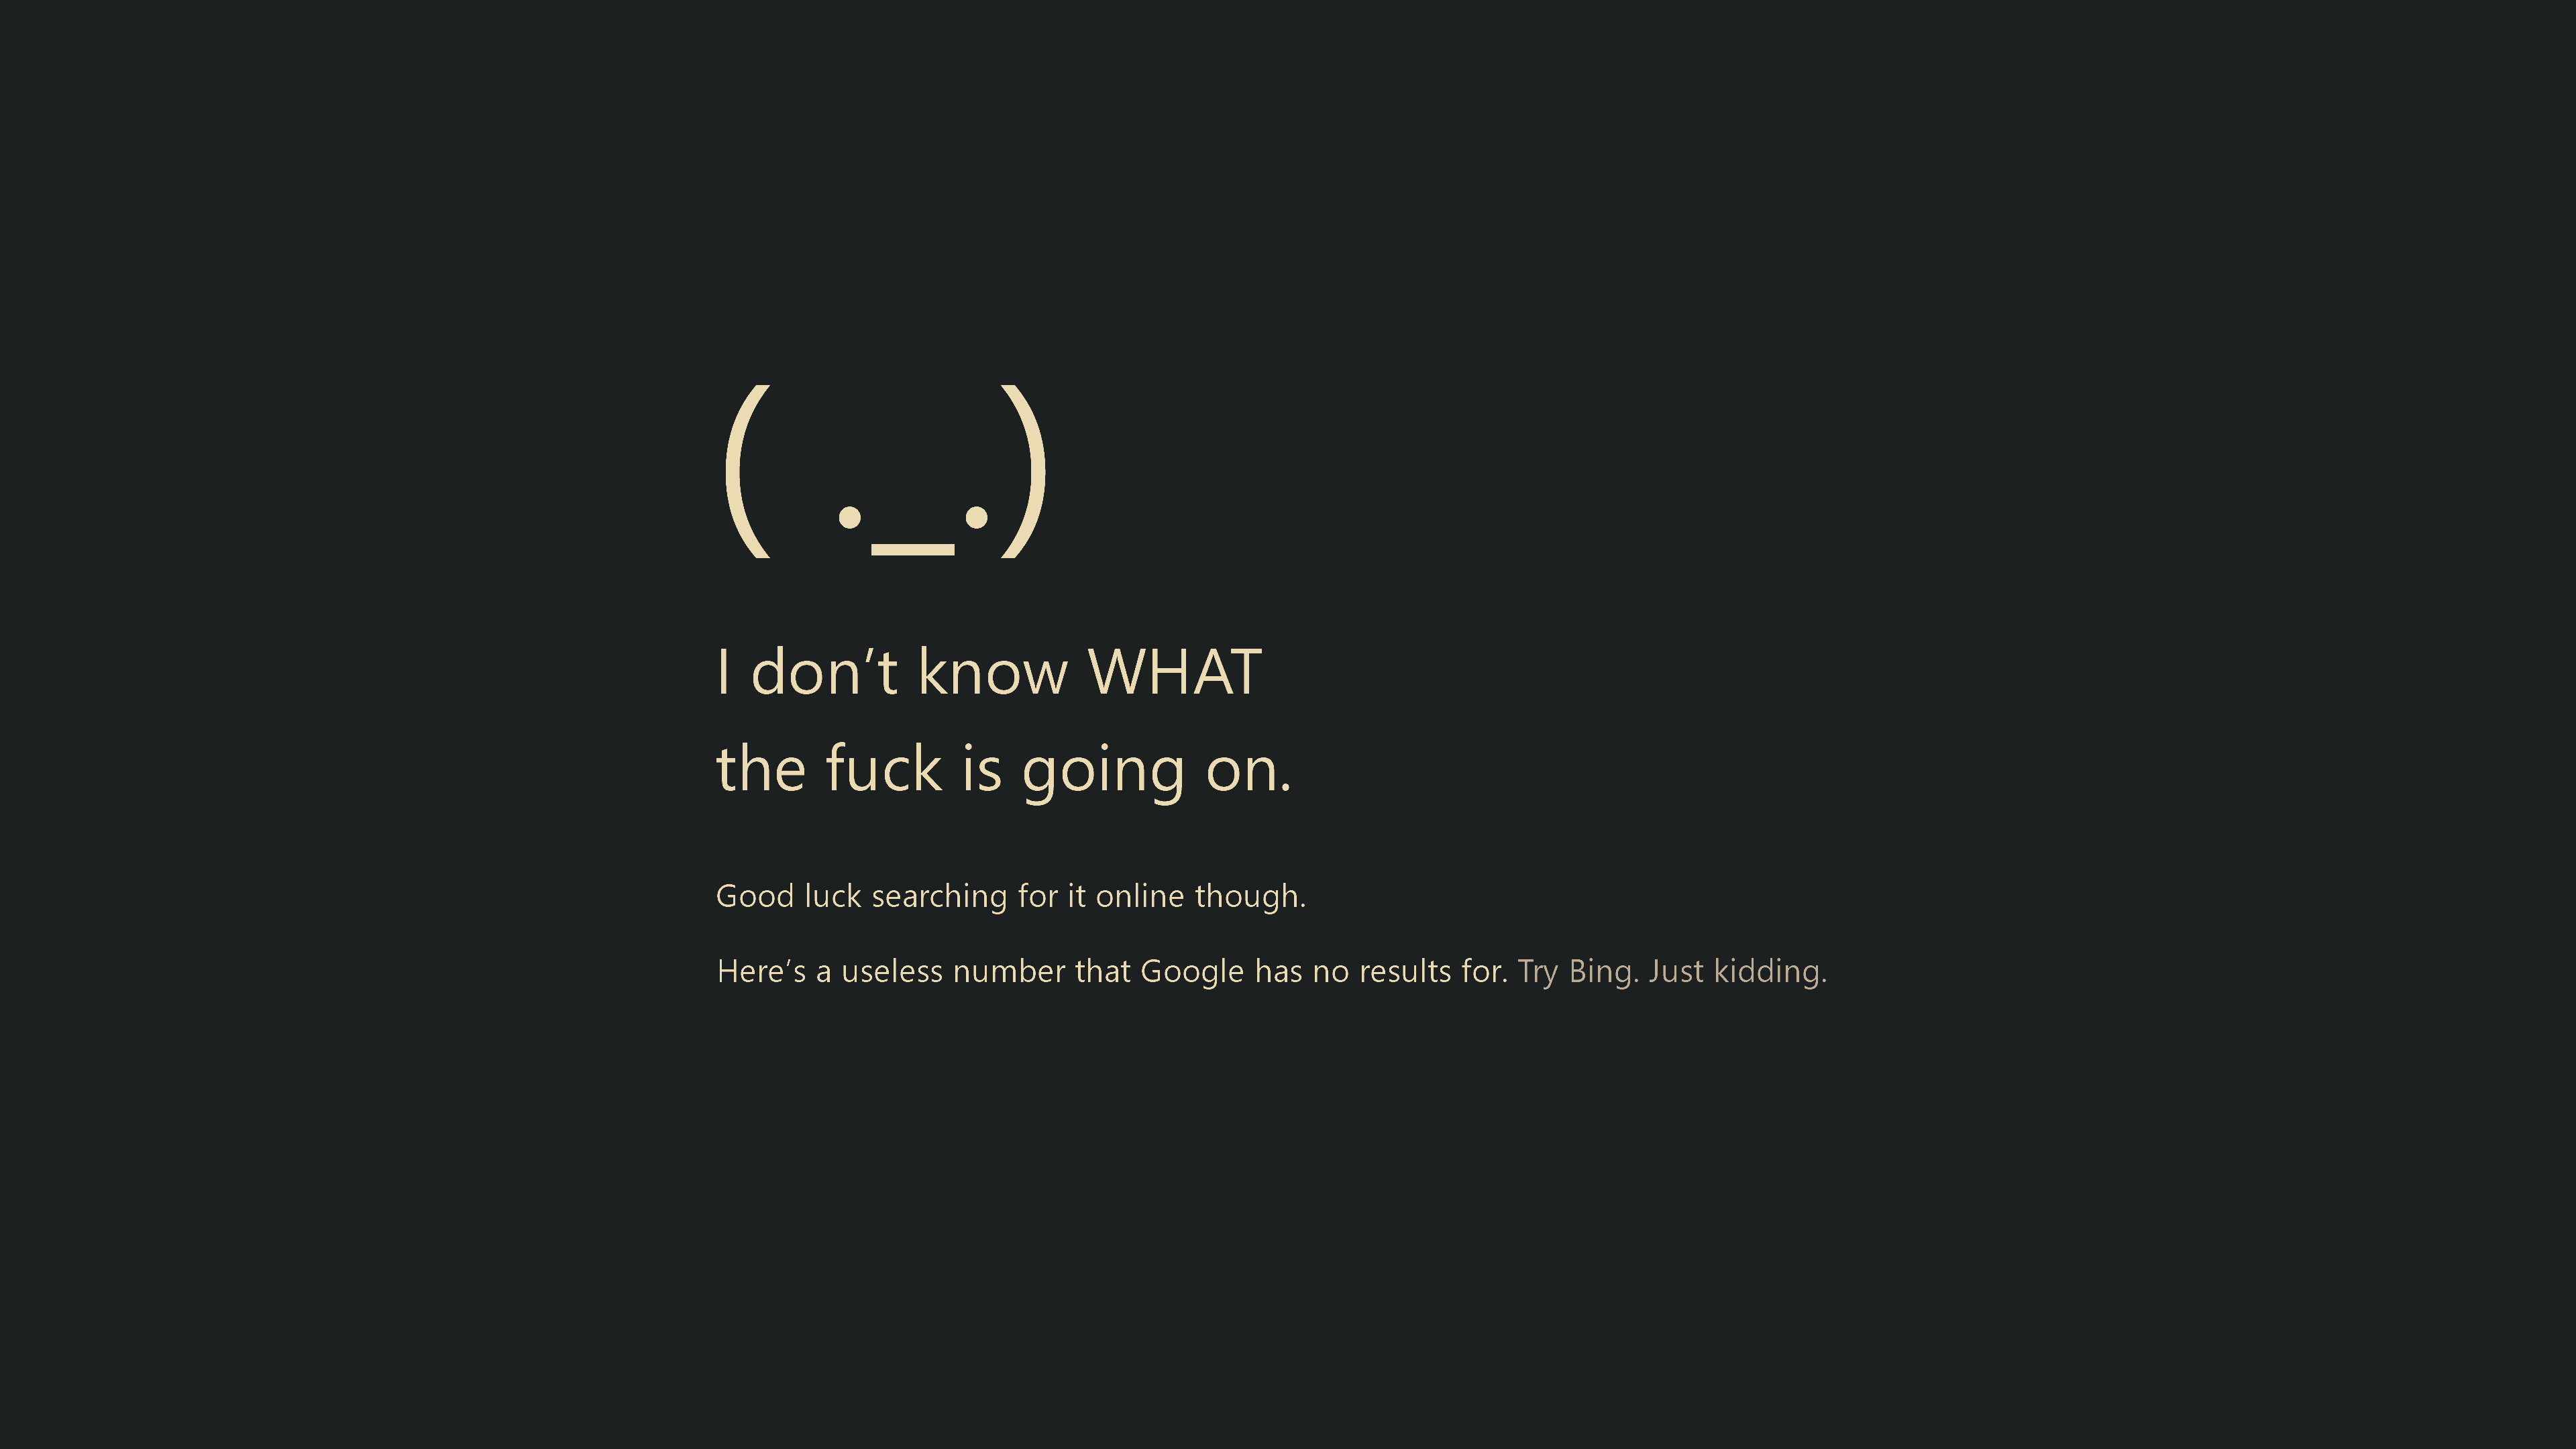 ( ._.)
I don’t know WHAT
the fuck is going on.
Good luck searching for it online though.
Here’s a useless number that Google has no results for. Try Bing. Just kidding.